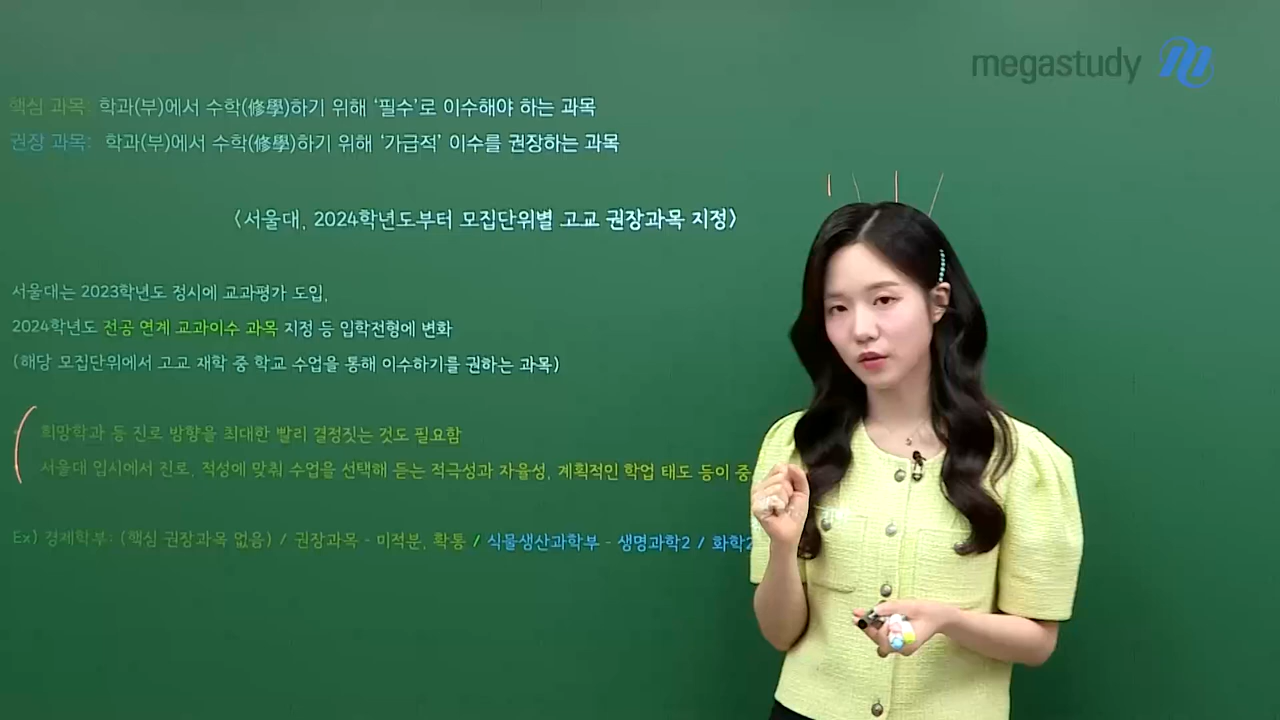 megastudy
핵심 과목: 학과(부)에서 수학(修學)하기 위해 ‘필수’로 이수해야 하는 과목
권장 과목: 학과(부)에서 수학(修學)하기 위해 ‘가급적’ 이수를 권장하는 과목
<서울대, 2024학년도부터 모집단위별 고교 권장과목 지정>
서울대는 2023학년도 정시에 교과평가 도입,
2024학년도 전공 연계 교과이수 과목 지정 등 입학전형에 변화
(해당 모집단위에서 고교 재학 중 학교 수업을 통해 이수하기를 권하는 과목)
희망학과 등 진로 방향을 최대한 빨리 결정짓는 것도 필요함
서울대 입시에서 진로, 적성에 맞춰 수업을 선택해 듣는 적극성과 자율성, 계획적인 학업 태도 등이 중
Ex) 경제학부: (핵심 권장과목 없음) / 권장과목 - 미적분, 확통 / 식물생산과학부 - 생명과학2 / 화학2